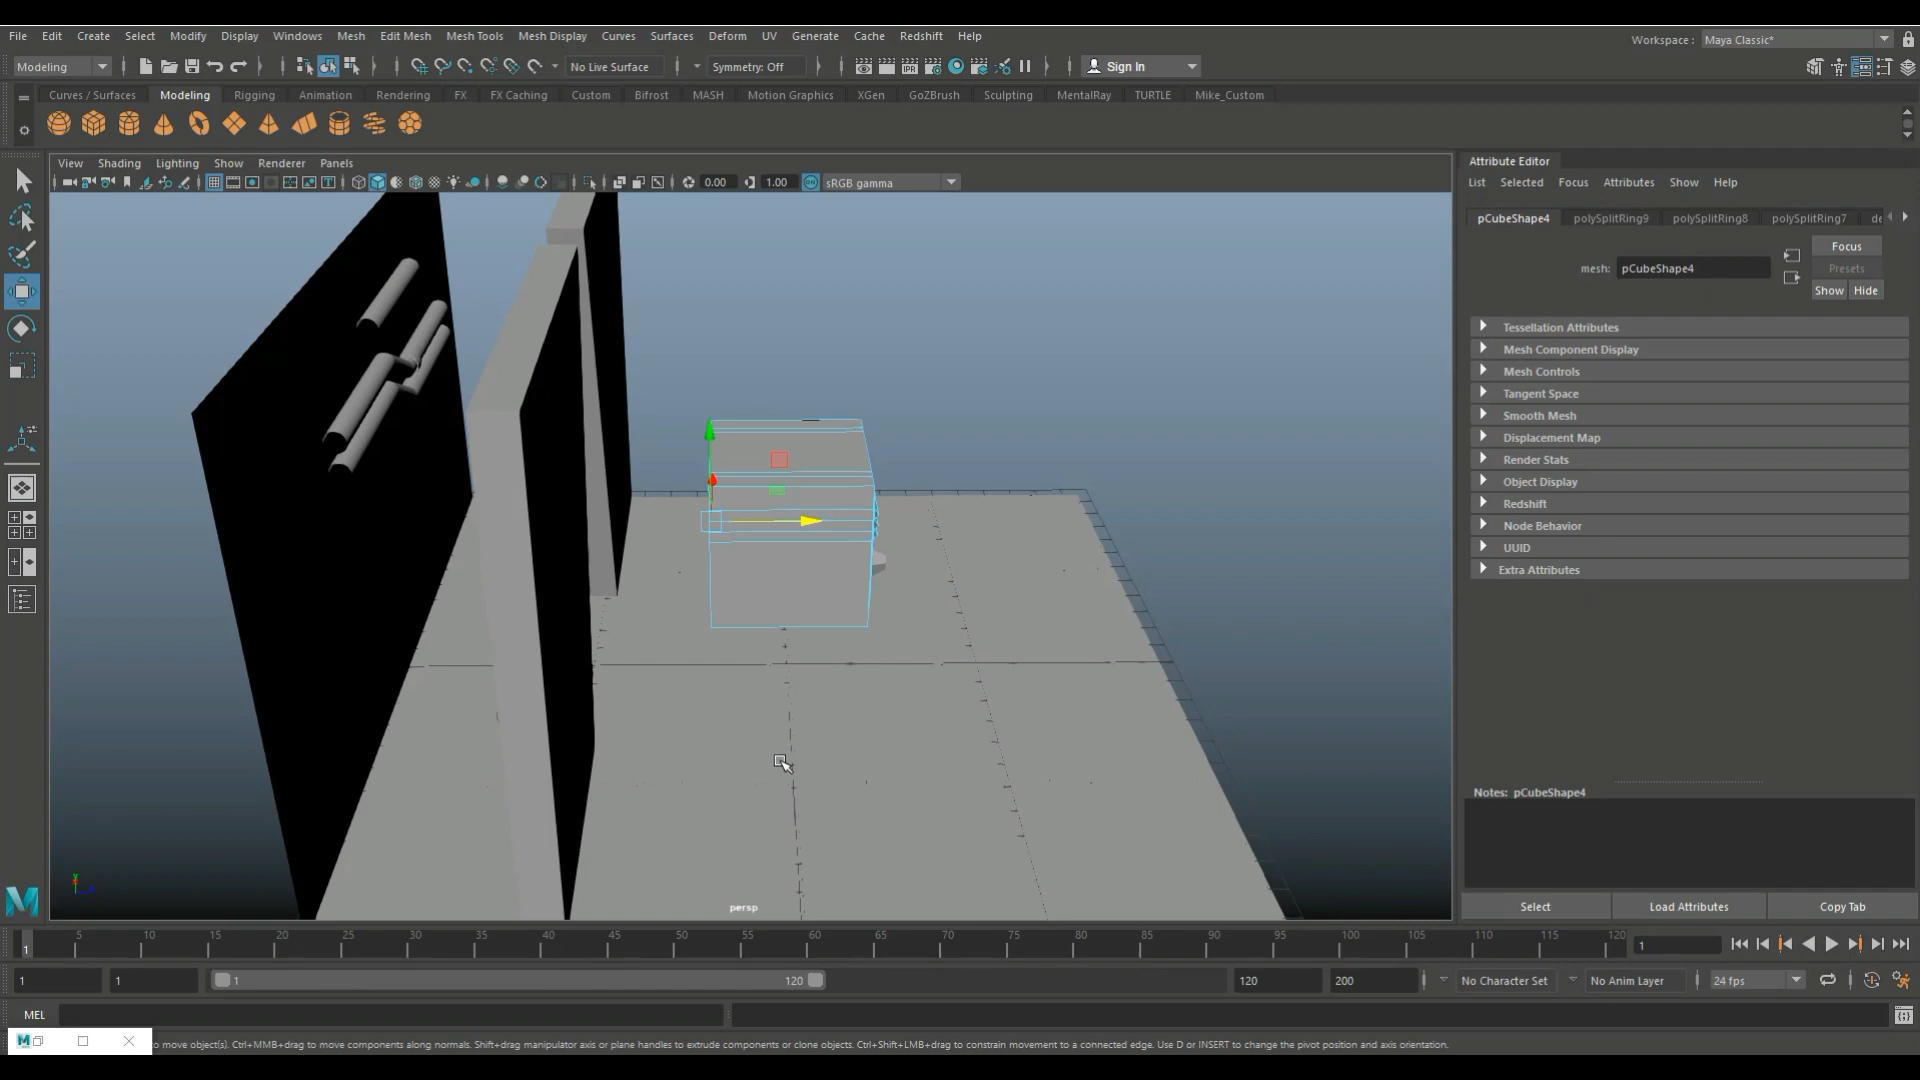 File Edit Create Select Modify Display Windows Mesh Edit Mesh Mesh Tools Mesh Display Curves Surfaces Deform UV Generate Cache Redshift Help
Workspace : Maya Classic*
Modeling No Live Surface Symmetry: Off Sign In
Curves / Surfaces Modeling Rigging Animation Rendering FX FX Caching Custom Bifrost MASH Motion Graphics XGen GoZBrush Sculpting MentalRay TURTLE Mike_Custom
View Shading Lighting Show Renderer Panels
0.00 1.00 sRGB gamma
Attribute Editor
List Selected Focus Attributes Show Help
pCubeShape4 polySplitRing9 polySplitRing8 polySplitRing7
mesh: pCubeShape4
Focus
Presets
Show Hide
Tessellation Attributes
Mesh Component Display
Mesh Controls
Tangent Space
Smooth Mesh
Displacement Map
Render Stats
Object Display
Redshift
Node Behavior
UUID
Extra Attributes
Notes: pCubeShape4
Select Load Attributes Copy Tab
persp
1 5 10 15 20 25 30 35 40 45 50 55 60 65 70 75 80 85 90 95 100 105 110 115 120 1
1 1 1 120 120 200 No Character Set No Anim Layer 24 fps
MEL
to move object(s). Ctrl+MMB+drag to move components along normals. Shift+drag manipulator axis or plane handles to extrude components or clone objects. Ctrl+Shift+LMB+drag to constrain movement to a connected edge. Use D or INSERT to change the pivot position and axis orientation.